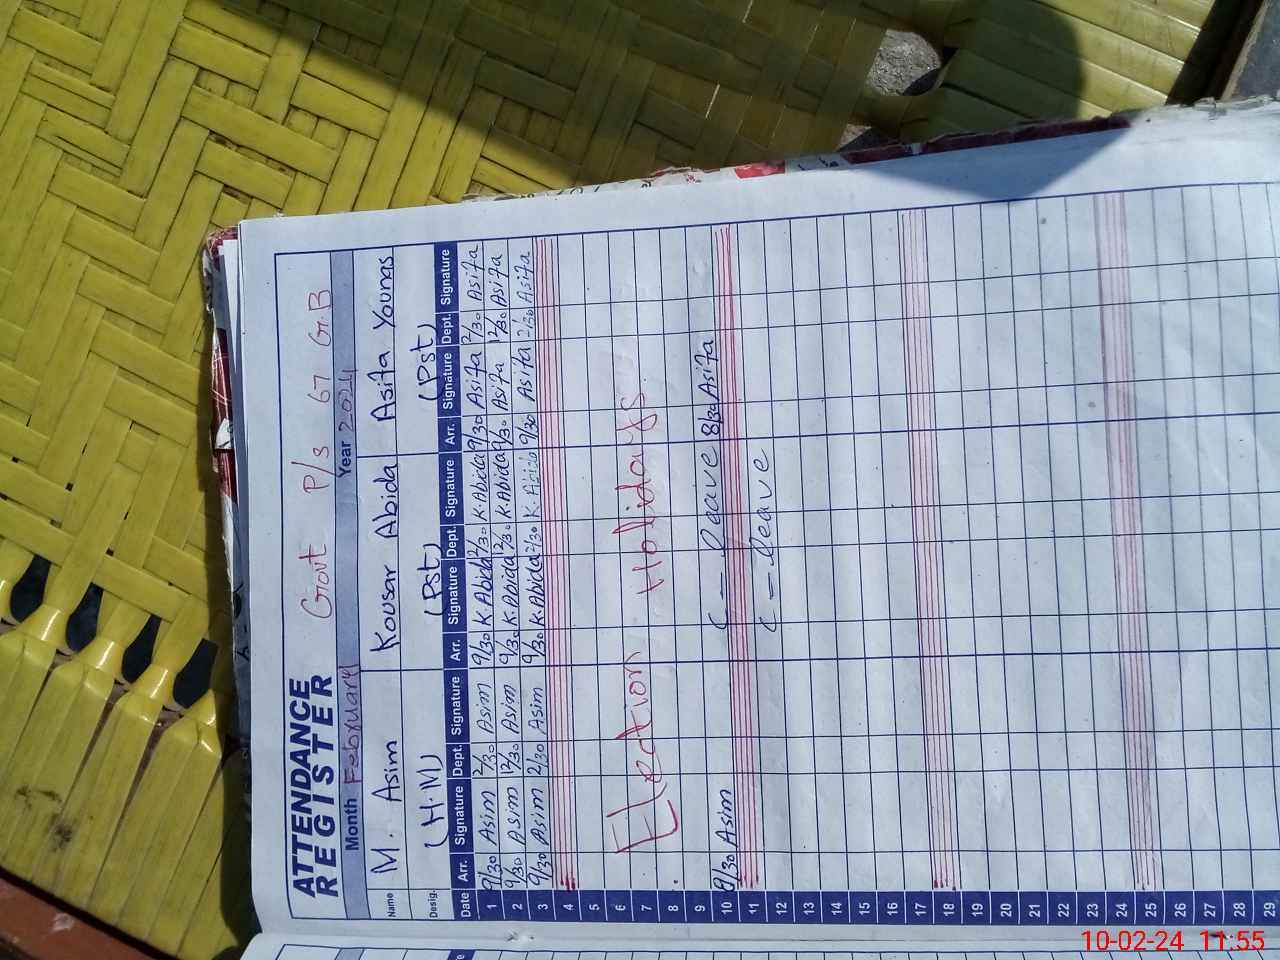 ATTENDANCE
REGISTER
Govt P/s 67 G.B
Month February Year 2024
Name M. Asim Kousar Abida Asifa Younas
Desig. (H.M) (Pst) (Pst)
Date Arr. Signature Dept. Signature Arr. Signature Dept. Signature Arr. Signature Dept. Signature
1 9/30 Asim 2/30 Asim 9/30 K.Abida 2/30 K.Abida 9/30 Asifa 2/30 Asifa
2 9/30 Asim 12/30 Asim 9/30 K.Abida 12/30 K.Abida 9/30 Asifa 12/30 Asifa
3 9/30 Asim 2/30 Asim 9/30 K.Abida 2/30 K.Abida 9/30 Asifa 2/30 Asifa
4
5
6 Election Holidays
7
8
9
10 8/30 Asim C - leave 8/30 Asifa
11
12 C - leave
13
14
15
16
17
18
19
20
21
22
23
24
25
26
27
28
29
10-02-24 11:55